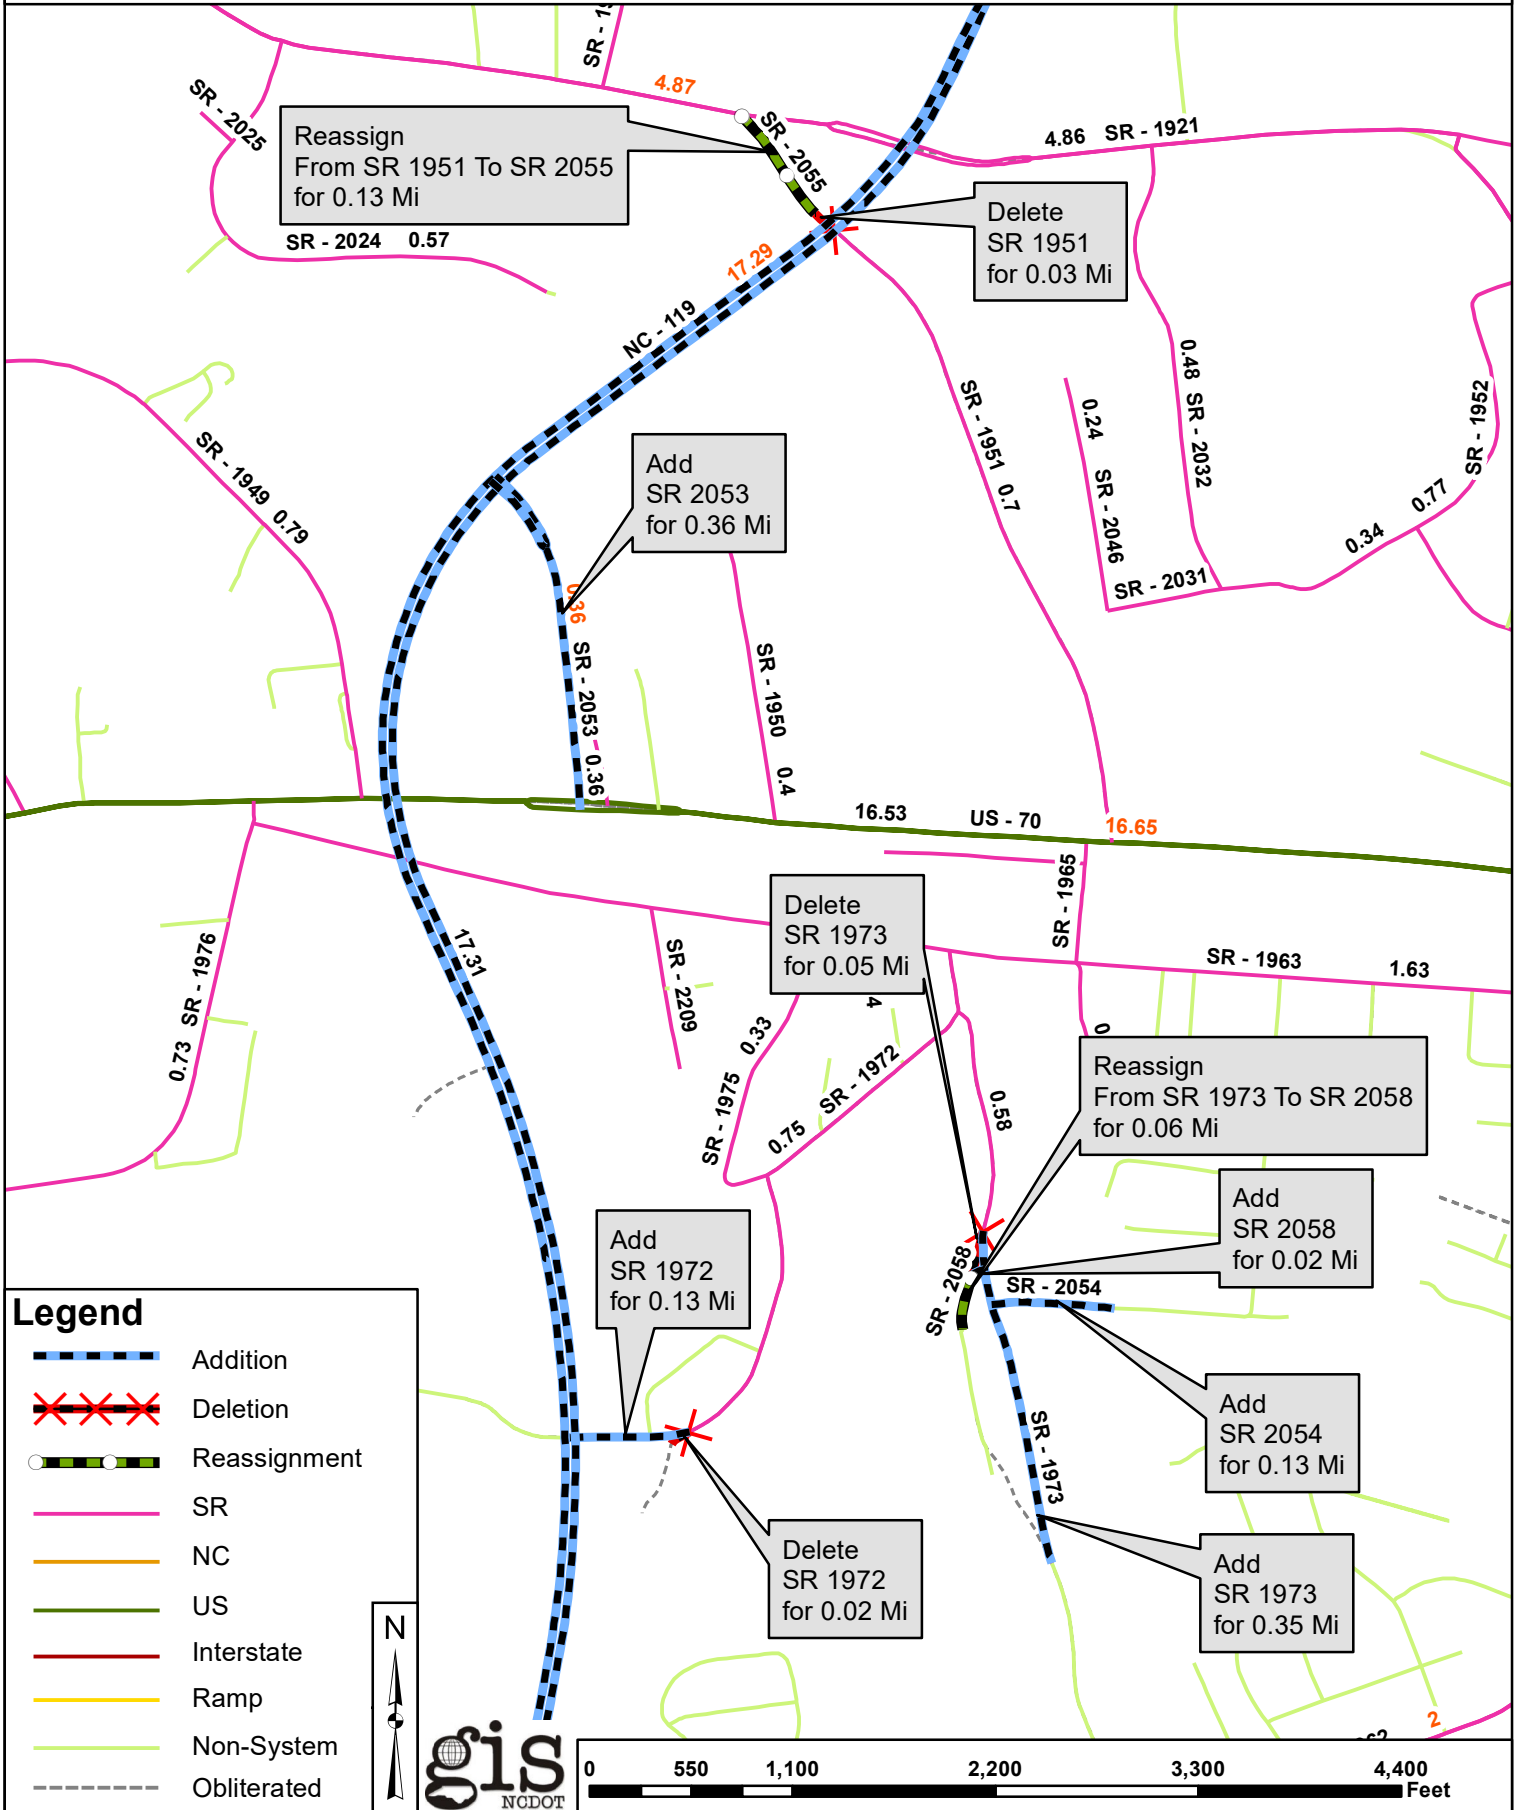 SR - 19
4.87
SR - 2025
SR - 2055
4.86 SR - 1921
Reassign
From SR 1951 To SR 2055
for 0.13 Mi
Delete
SR 1951
for 0.03 Mi
SR - 2024 0.57
17.29
NC - 119
0.48 SR - 2032
SR - 1951 0.7
0.24 SR - 2046
SR - 1952
0.77
0.34
SR - 2031
SR - 1949 0.79
Add
SR 2053
for 0.36 Mi
0.36
SR - 2053 0.36
SR - 1950 0.4
16.53
US - 70
16.65
SR - 1965
Delete
SR 1973
for 0.05 Mi
SR - 1963 1.63
17.31
0.73 SR - 1976
SR - 2209
4
0
SR - 1975 0.33
0.75 SR - 1972
0.58
Reassign
From SR 1973 To SR 2058
for 0.06 Mi
Add
SR 2058
for 0.02 Mi
Add
SR 1972
for 0.13 Mi
SR - 2058
SR - 2054
Add
SR 2054
for 0.13 Mi
SR - 1973
Delete
SR 1972
for 0.02 Mi
Add
SR 1973
for 0.35 Mi
2
Legend
Addition
Deletion
Reassignment
SR
NC
US
Interstate
Ramp
Non-System
Obliterated
N
gis
NCDOT
0 550 1,100 2,200 3,300 4,400
Feet